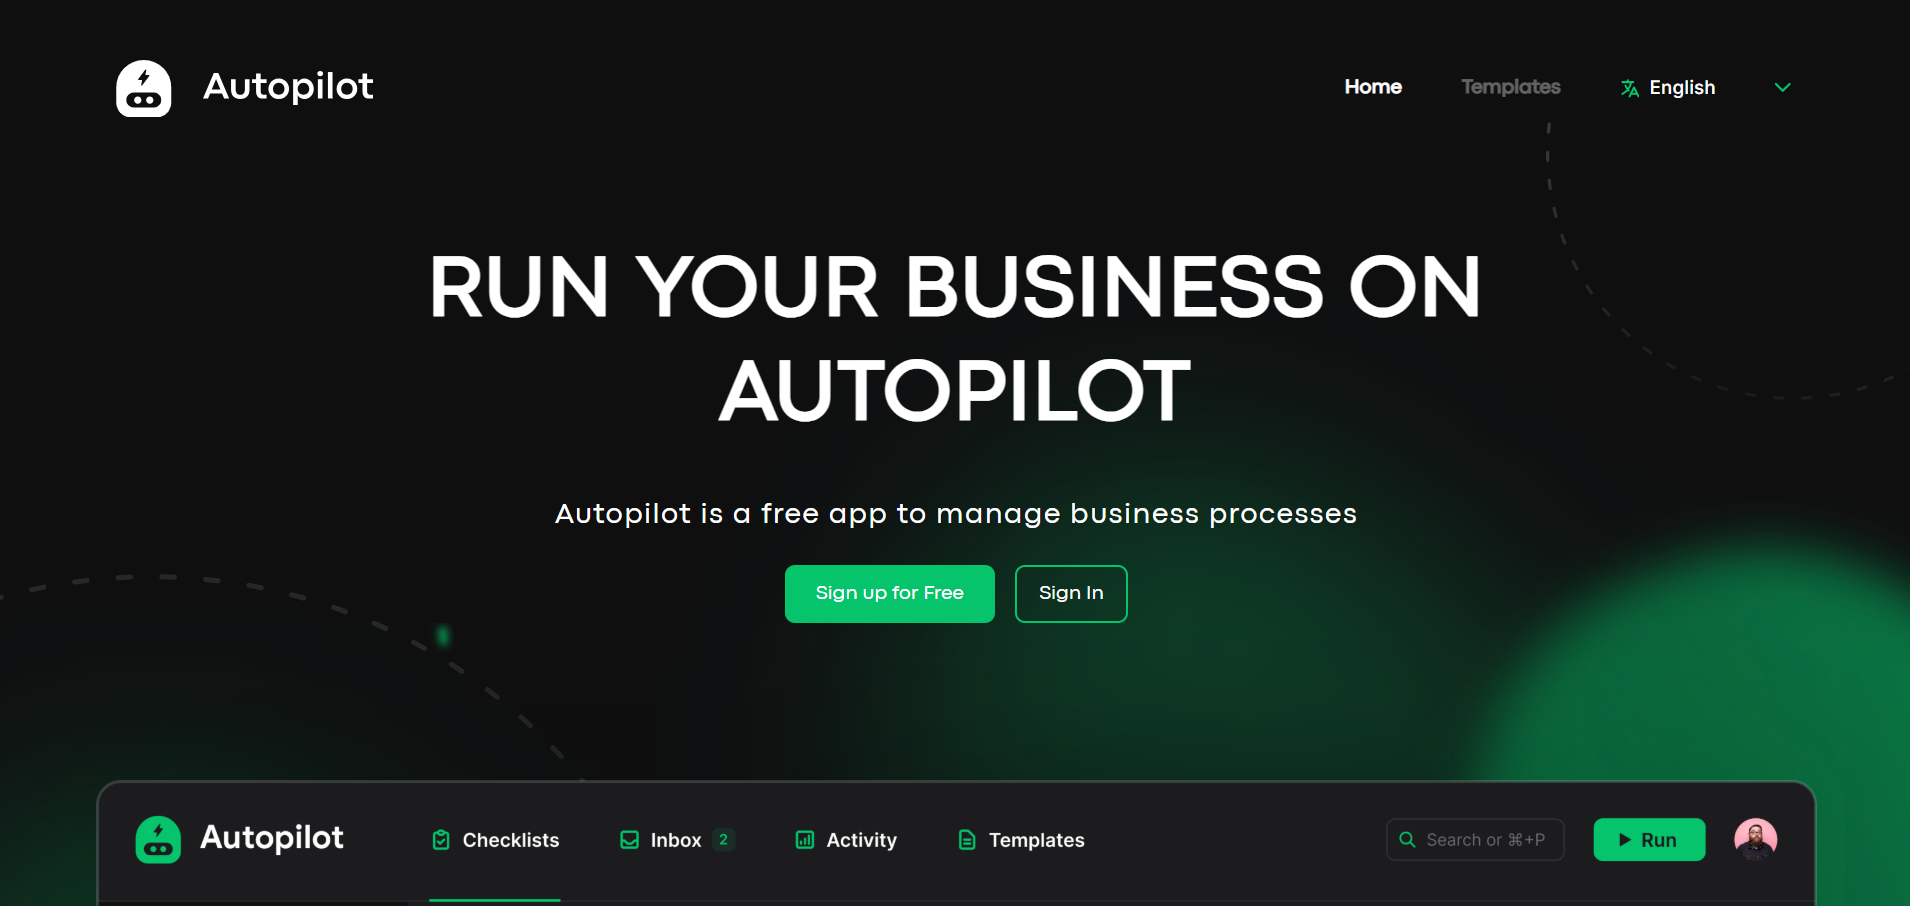 Autopilot
Home Templates English
RUN YOUR BUSINESS ON
AUTOPILOT
Autopilot is a free app to manage business processes
Sign up for Free Sign In
Autopilot Checklists Inbox 2 Activity Templates Search or ⌘+P Run